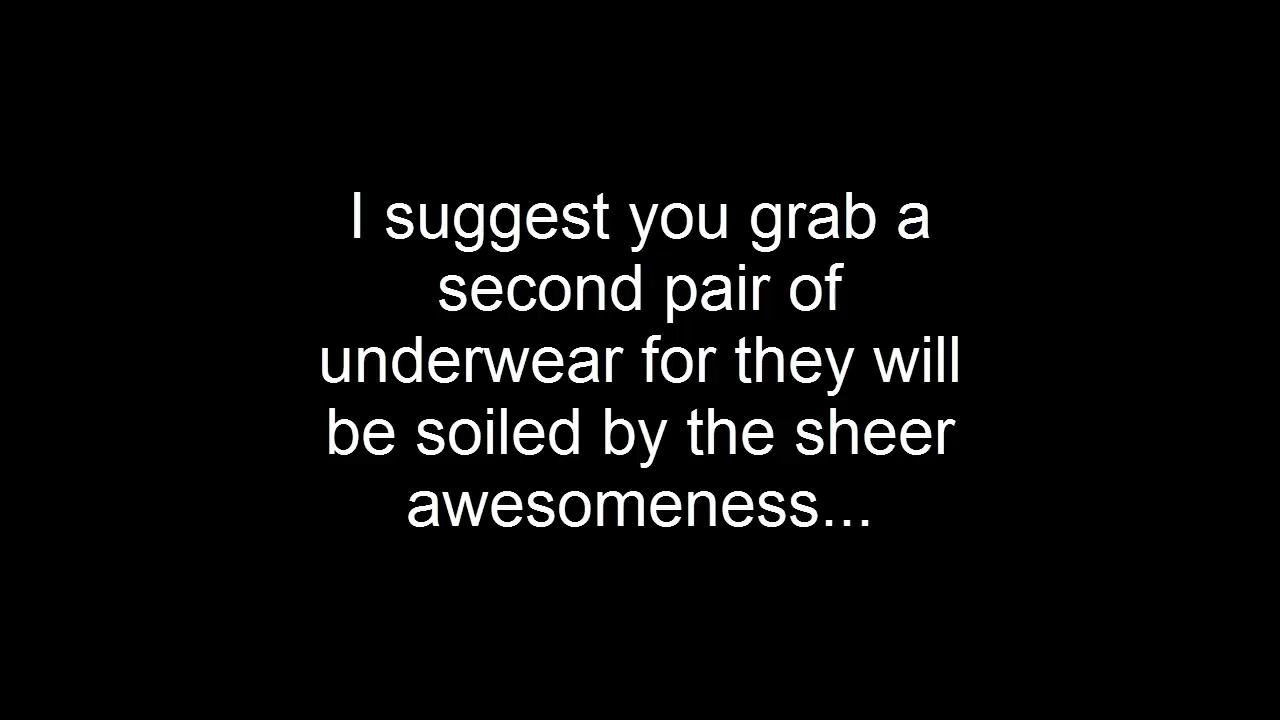 I suggest you grab a
second pair of
underwear for they will
be soiled by the sheer
awesomeness...